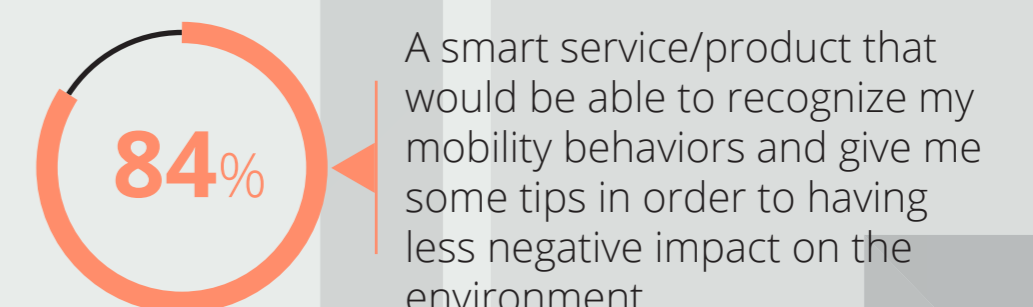 84%
A smart service/product that
would be able to recognize my
mobility behaviors and give me
some tips in order to having
less negative impact on the
environment